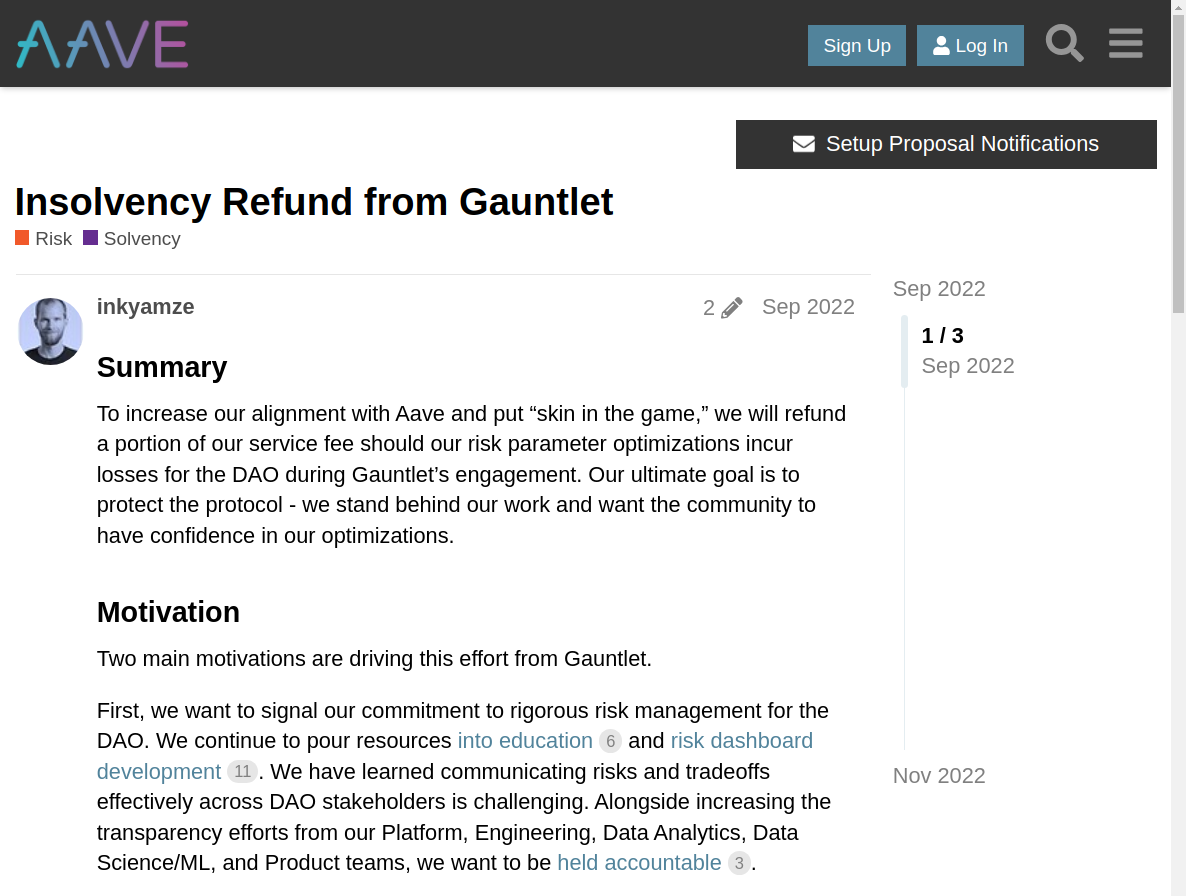 AAVE
Sign Up
Log In
Setup Proposal Notifications
Insolvency Refund from Gauntlet
Risk Solvency
inkyamze
2
Sep 2022
Sep 2022
1 / 3
Sep 2022
Summary
To increase our alignment with Aave and put “skin in the game,” we will refund
a portion of our service fee should our risk parameter optimizations incur
losses for the DAO during Gauntlet’s engagement. Our ultimate goal is to
protect the protocol - we stand behind our work and want the community to
have confidence in our optimizations.
Motivation
Two main motivations are driving this effort from Gauntlet.
First, we want to signal our commitment to rigorous risk management for the
DAO. We continue to pour resources into education 6 and risk dashboard
development 11. We have learned communicating risks and tradeoffs
effectively across DAO stakeholders is challenging. Alongside increasing the
transparency efforts from our Platform, Engineering, Data Analytics, Data
Science/ML, and Product teams, we want to be held accountable 3.
Nov 2022